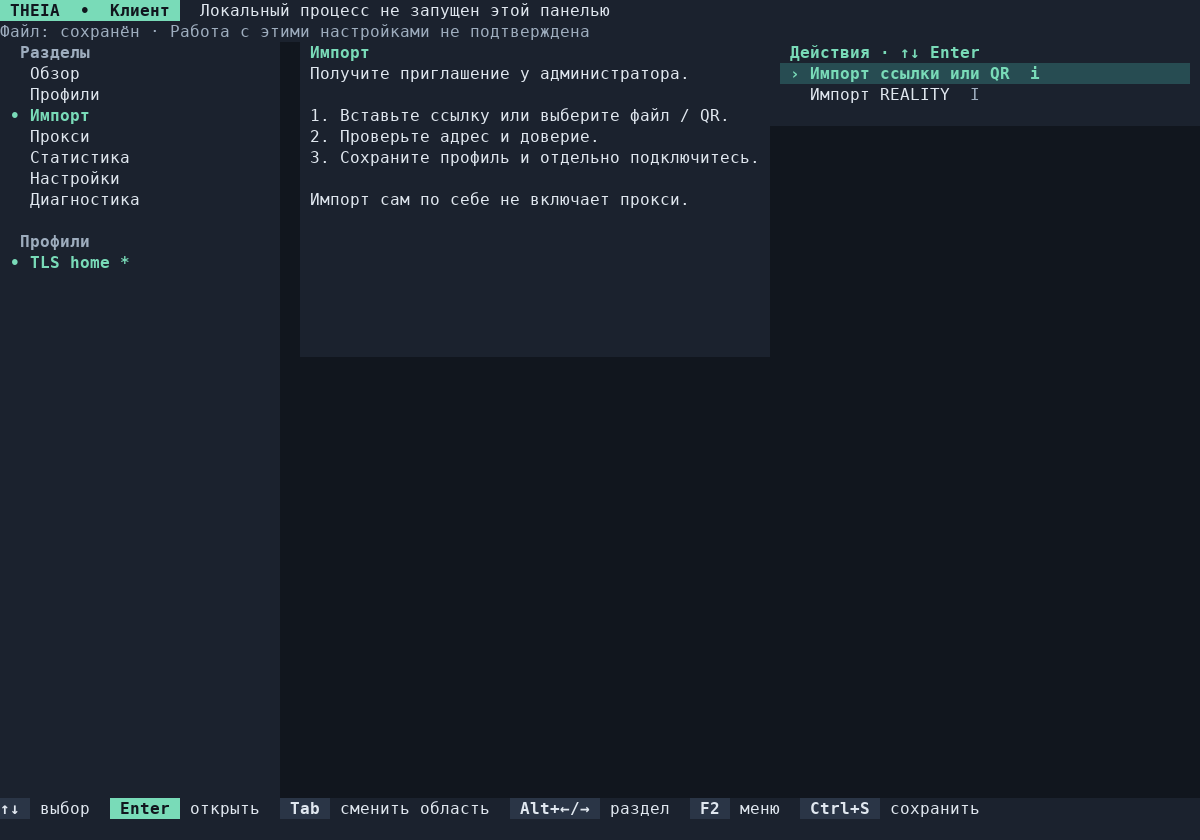 THEIA • Клиент Локальный процесс не запущен этой панелью
Файл: сохранён · Работа с этими настройками не подтверждена
Разделы
Обзор
Профили
• Импорт
Прокси
Статистика
Настройки
Диагностика
Профили
• TLS home *
Импорт
Получите приглашение у администратора.
1. Вставьте ссылку или выберите файл / QR.
2. Проверьте адрес и доверие.
3. Сохраните профиль и отдельно подключитесь.
Импорт сам по себе не включает прокси.
Действия · ↑↓ Enter
› Импорт ссылки или QR i
Импорт REALITY I
↑↓ выбор Enter открыть Tab сменить область Alt+←/→ раздел F2 меню Ctrl+S сохранить